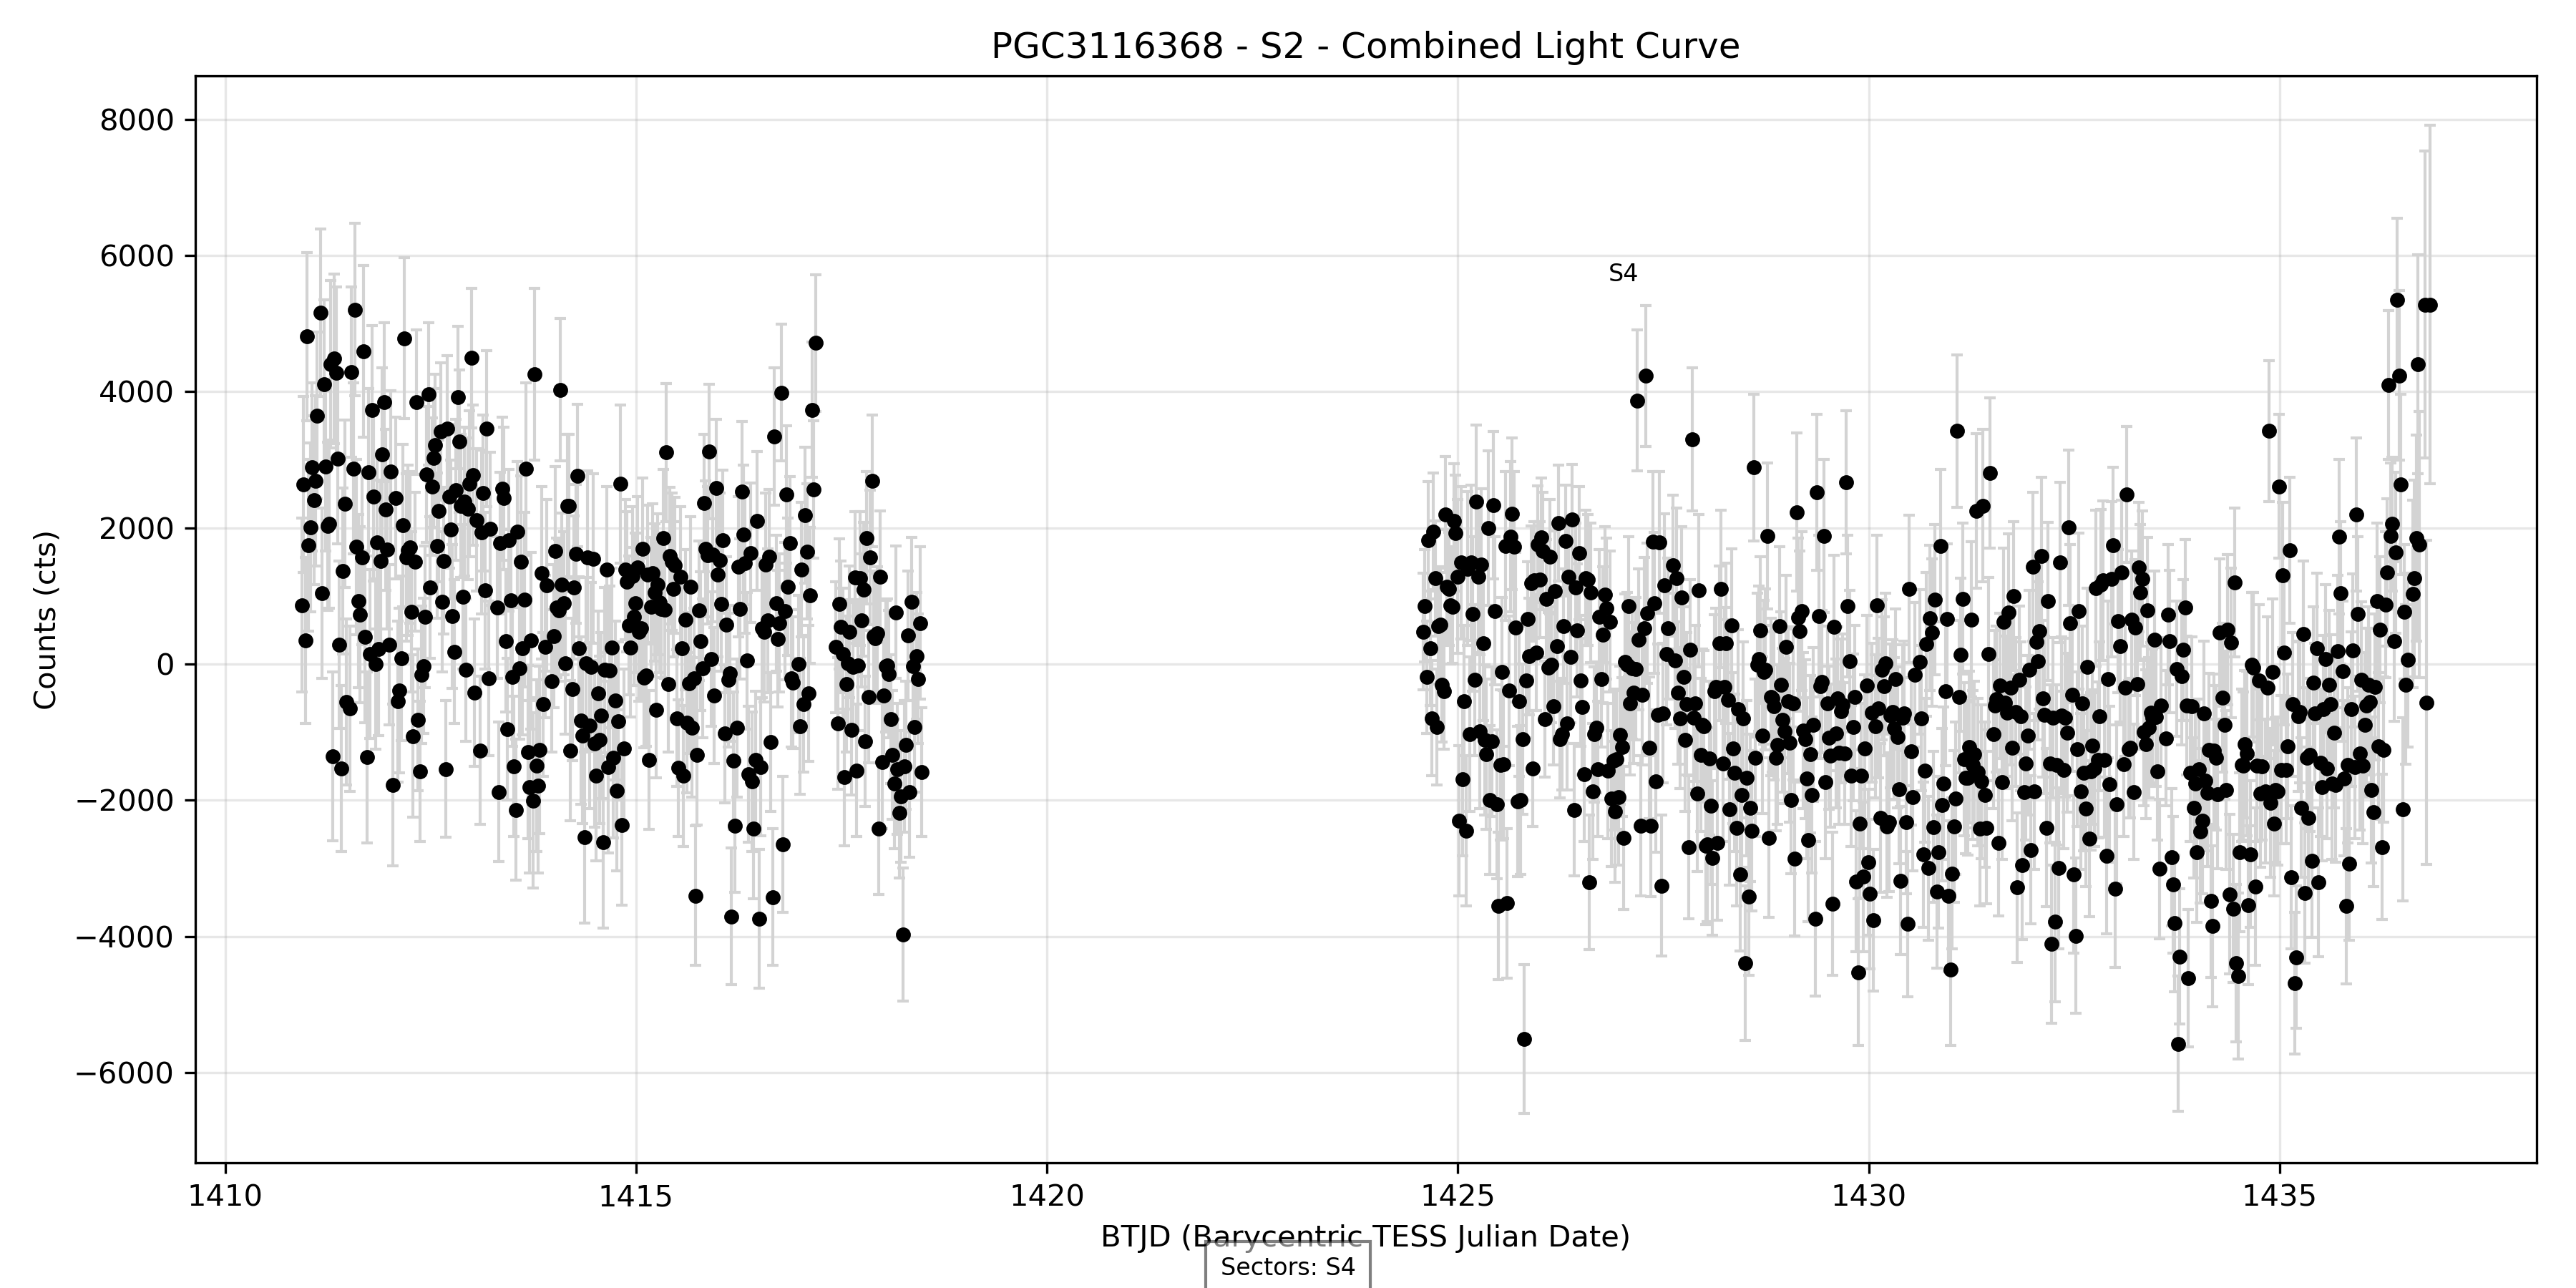 PGC3116368 - S2 - Combined Light Curve
Counts (cts)
8000
6000
4000
2000
0
−2000
−4000
−6000
S4
1410
1415
1420
1425
1430
1435
BTJD (Barycentric TESS Julian Date)
Sectors: S4